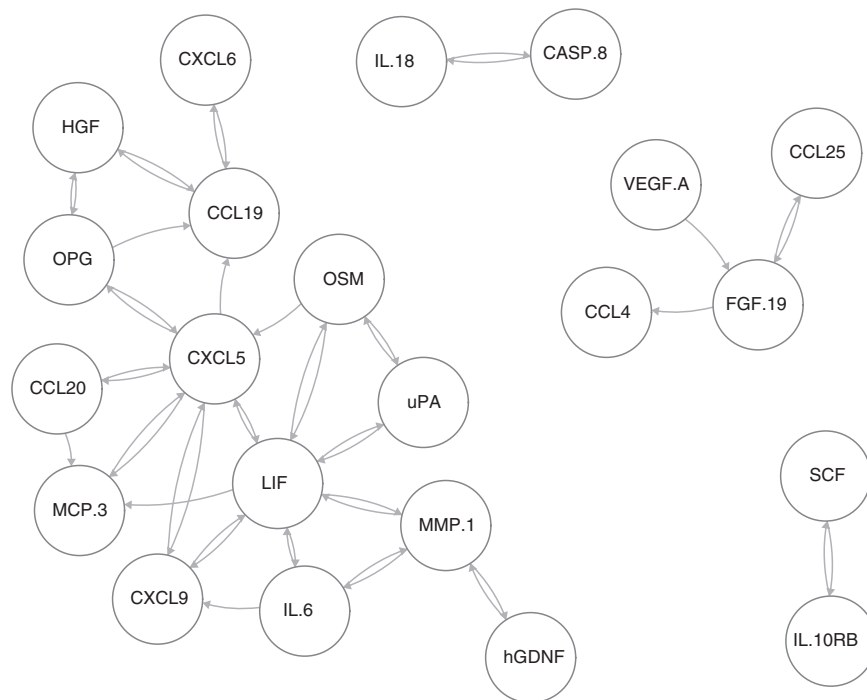 CXCL6
IL.18
CASP.8
HGF
CCL25
VEGF.A
CCL19
OPG
OSM
CCL4
FGF.19
CXCL5
CCL20
uPA
SCF
LIF
MCP.3
MMP.1
CXCL9
IL.6
IL.10RB
hGDNF